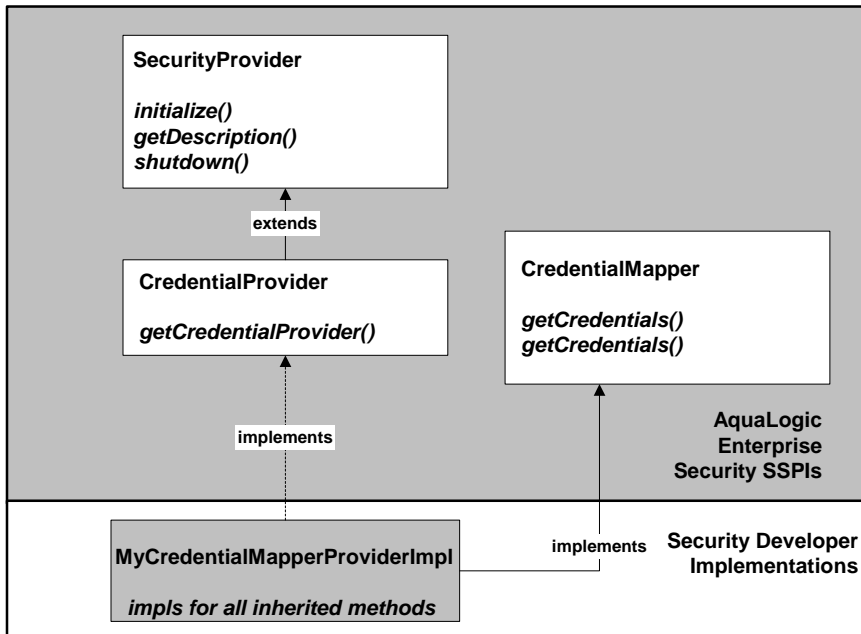 SecurityProvider
initialize()
getDescription()
shutdown()
extends
CredentialProvider
getCredentialProvider()
CredentialMapper
getCredentials()
getCredentials()
implements
AquaLogic
Enterprise
Security SSPIs
MyCredentialMapperProviderImpl
impls for all inherited methods
implements
Security Developer
Implementations